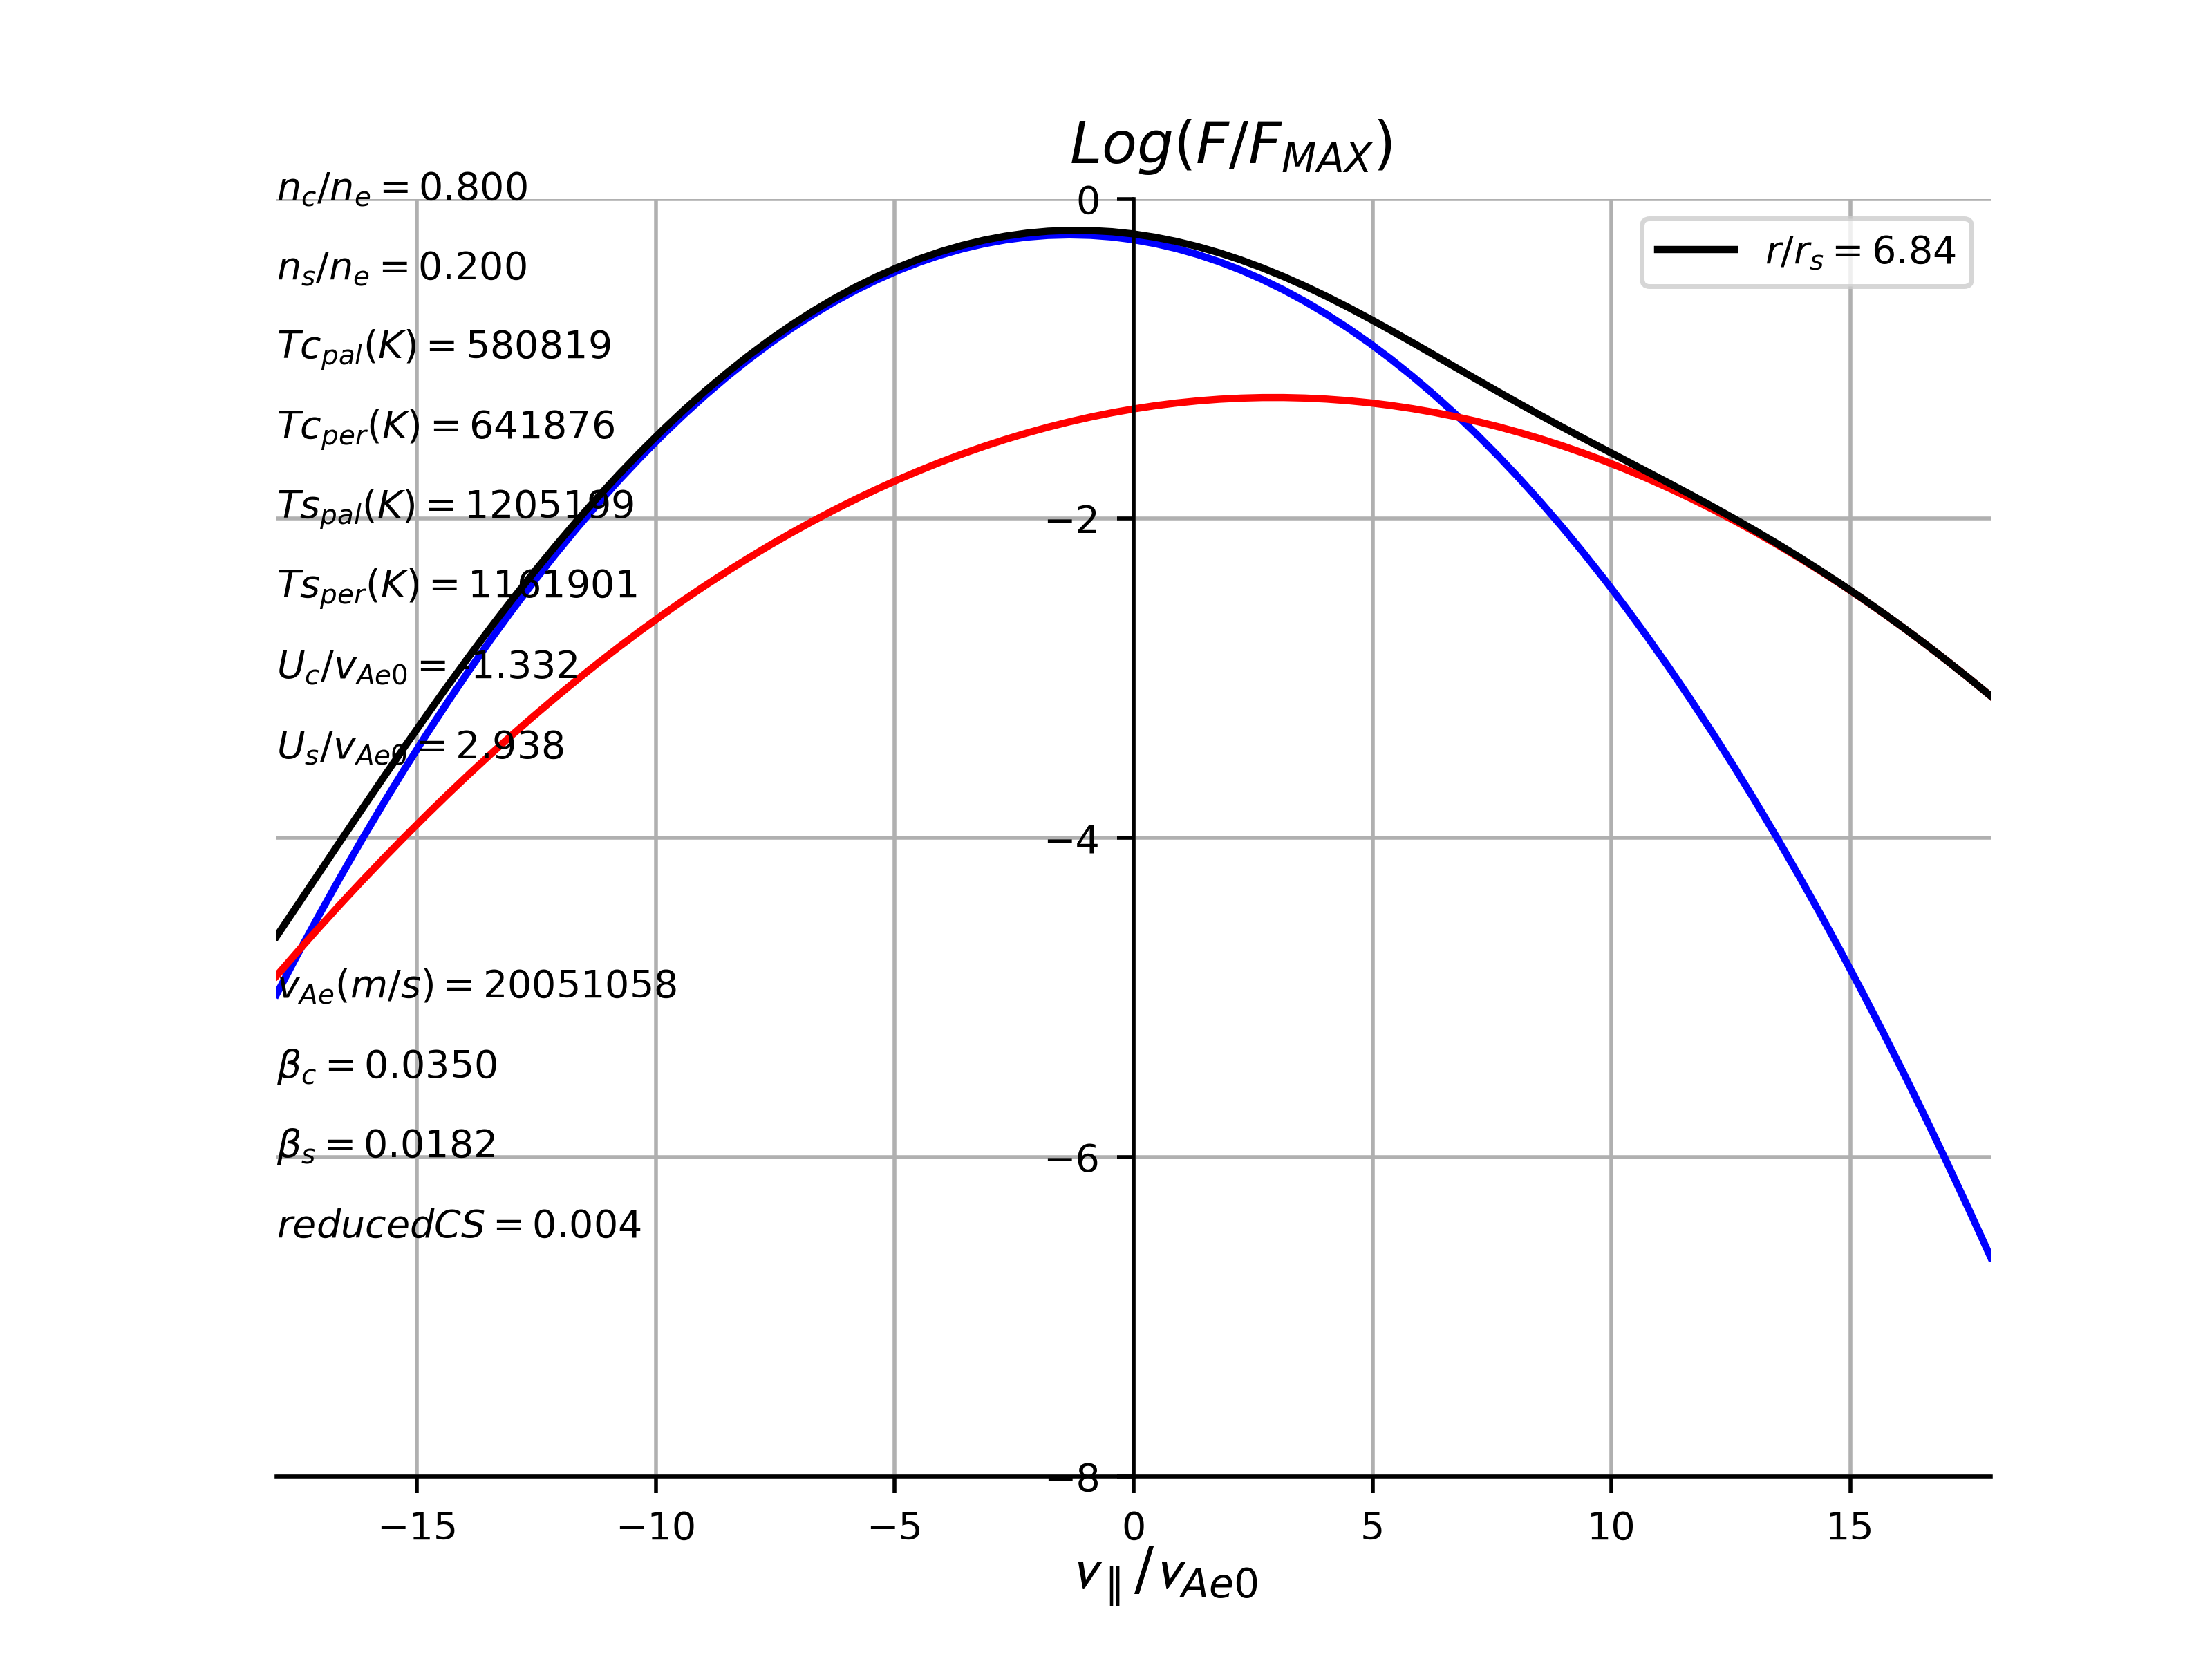 Log(F/F_MAX)
n_c/n_e = 0.800
n_s/n_e = 0.200
Tc_pal(K) = 580819
Tc_per(K) = 641876
Ts_pal(K) = 1205199
Ts_per(K) = 1161901
U_c/v_Ae0 = −1.332
U_s/v_Ae0 = 2.938
v_Ae(m/s) = 20051058
β_c = 0.0350
β_s = 0.0182
reducedCS = 0.004
r/r_s = 6.84
0
−2
−4
−6
−8
−15 −10 −5 0 5 10 15
v_∥/v_Ae0